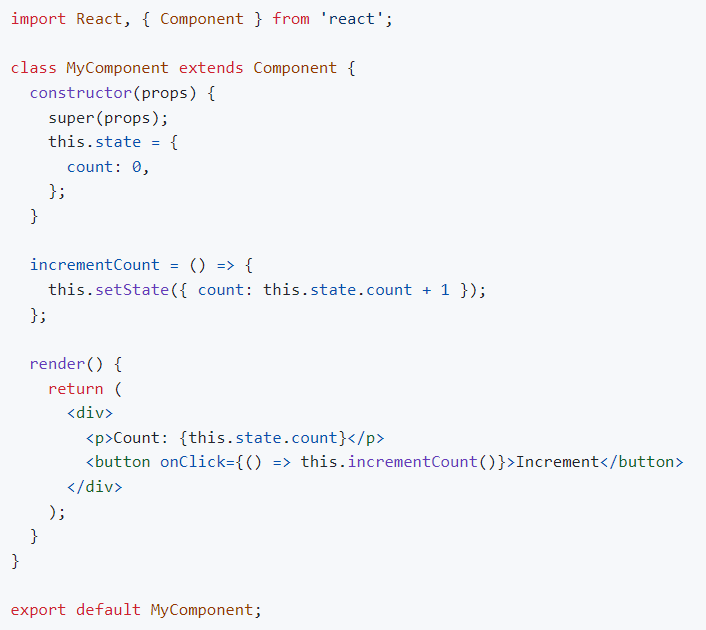 import React, { Component } from 'react';

class MyComponent extends Component {
  constructor(props) {
    super(props);
    this.state = {
      count: 0,
    };
  }

  incrementCount = () => {
    this.setState({ count: this.state.count + 1 });
  };

  render() {
    return (
      <div>
        <p>Count: {this.state.count}</p>
        <button onClick={() => this.incrementCount()}>Increment</button>
      </div>
    );
  }
}

export default MyComponent;